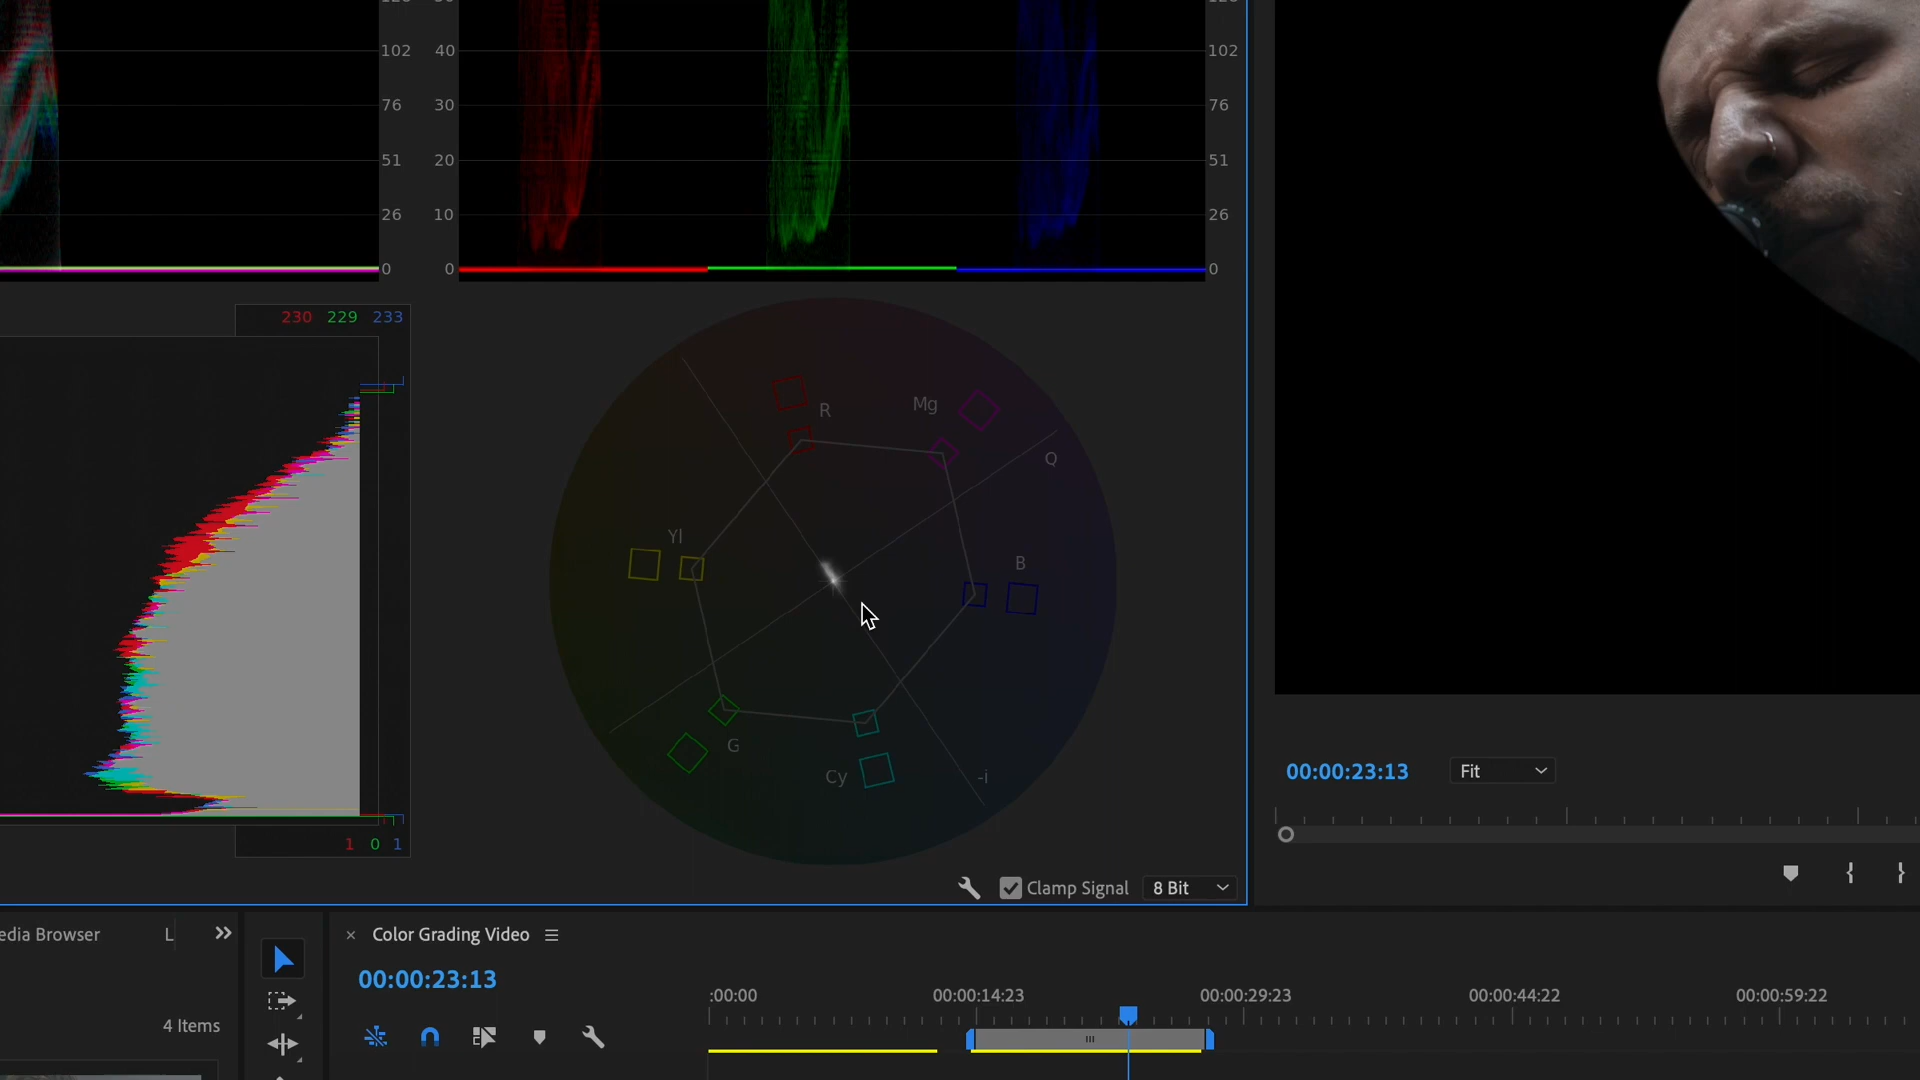 102 40 102
76 30 76
51 20 51
26 10 26
0 0 0
230 229 233
R Mg
Q
Yl B
G
Cy -i
1 0 1
00:00:23:13 Fit
Clamp Signal 8 Bit
edia Browser L
× Color Grading Video
00:00:23:13
:00:00 00:00:14:23 00:00:29:23 00:00:44:22 00:00:59:22
4 Items